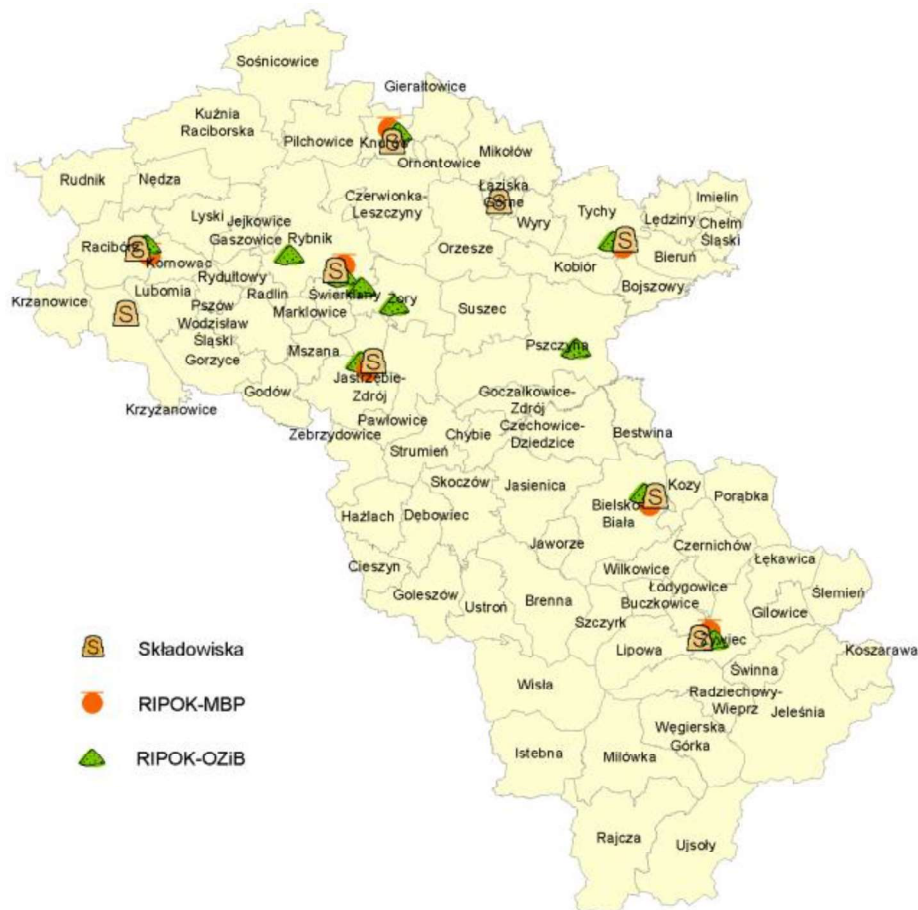 Sośnicowice
Gierałtowice
Kuźnia
Raciborska
Pilchowice
Knurów
Ornontowice
Mikołów
Rudnik
Nędza
Czerwionka-
Leszczyny
Łaziska
Górne
Wyry
Tychy
Lędziny
Imielin
Chełm
Śląski
Lyski
Jejkowice
Gaszowice
Rybnik
Orzesze
Racibórz
Kornowac
Rydułtowy
Kobiór
Bieruń
Bojszowy
Krzanowice
Lubomia
Pszów
Radlin
Świerklany
Marklowice
Żory
Suszec
Wodzisław
Śląski
Gorzyce
Mszana
Pszczyna
Jastrzębie-
Zdrój
Godów
Krzyżanowice
Goczałkowice-
Zdrój
Pawłowice
Zebrzydowice
Chybie
Czechowice-
Dziedzice
Bestwina
Strumień
Skoczów
Jasienica
Kozy
Porąbka
Hażlach
Dębowiec
Bielsko-
Biała
Jaworze
Czernichów
Cieszyn
Wilkowice
Łękawica
Goleszów
Ustroń
Brenna
Łodygowice
Buczkowice
Ślemień
Gilowice
Szczyrk
Składowiska
Lipowa
Żywiec
Koszarawa
Świnna
Wisła
Radziechowy-
Wieprz
Jeleśnia
RIPOK-MBP
Węgierska
Górka
Istebna
Milówka
RIPOK-OZiB
Rajcza
Ujsoły